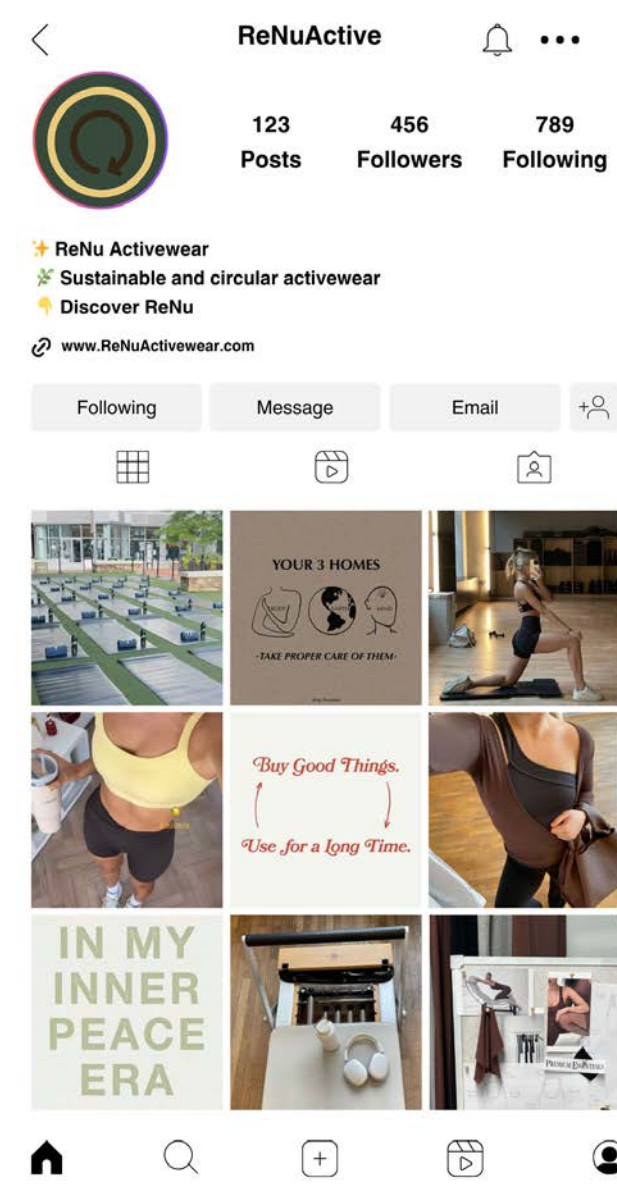 ReNuActive
123
456
789
Posts
Followers
Following
✨ ReNu Activewear
🌿 Sustainable and circular activewear
👇 Discover ReNu
www.ReNuActivewear.com
Following
Message
Email
YOUR 3 HOMES
BODY
EARTH
MIND
-TAKE PROPER CARE OF THEM-
Buy Good Things.
Use for a Long Time.
IN MY
INNER
PEACE
ERA
PREMIUM ESSENTIALS